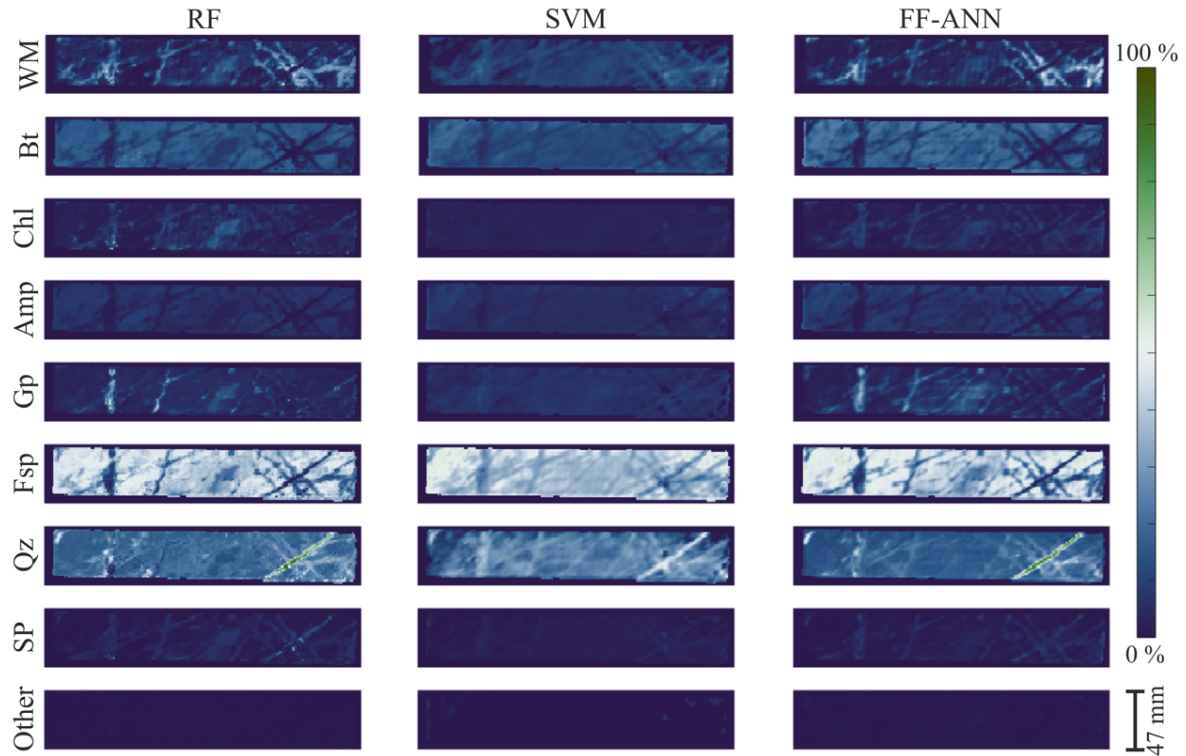 RF SVM FF-ANN
100 %
WM
Bt
Chl
Amp
Gp
Fsp
Qz
SP
0 %
Other
47 mm